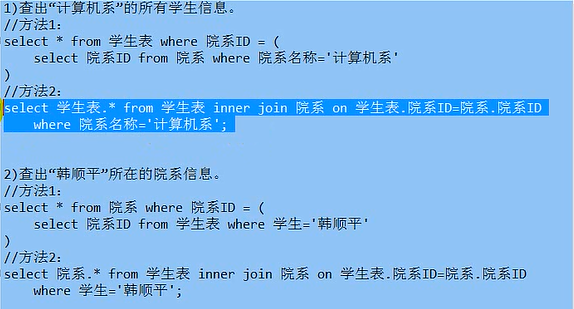 1)查出“计算机系”的所有学生信息。
//方法1：
select * from 学生表 where 院系ID = (
    select 院系ID from 院系 where 院系名称='计算机系'
)
//方法2：
select 学生表.* from 学生表 inner join 院系 on 学生表.院系ID=院系.院系ID
    where 院系名称='计算机系';
2)查出“韩顺平”所在的院系信息。
//方法1：
select * from 院系 where 院系ID = (
    select 院系ID from 学生表 where 学生='韩顺平'
)
//方法2：
select 院系.* from 学生表 inner join 院系 on 学生表.院系ID=院系.院系ID
    where 学生='韩顺平';